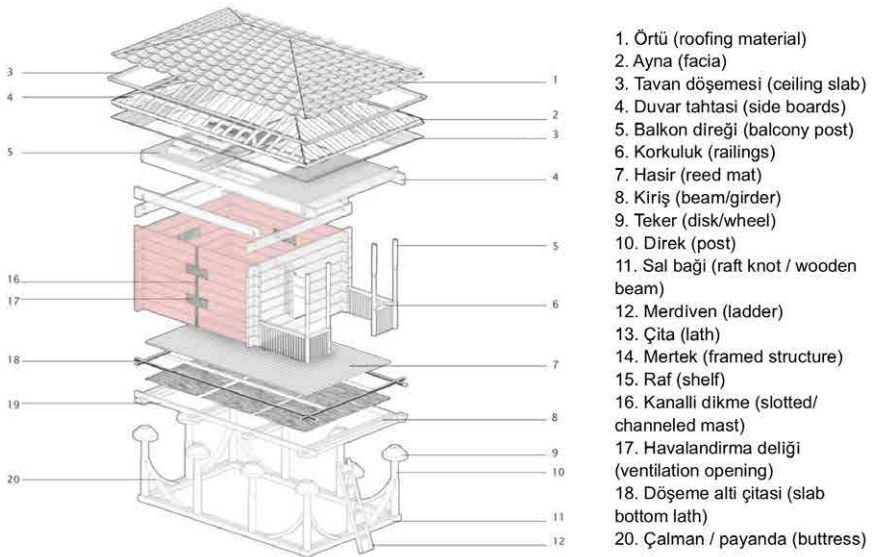 3
4
5
16
17
18
19
20
1
2
3
4
5
6
7
8
9
10
11
12
1. Örtü (roofing material)
2. Ayna (facia)
3. Tavan döşemesi (ceiling slab)
4. Duvar tahtasi (side boards)
5. Balkon direği (balcony post)
6. Korkuluk (railings)
7. Hasir (reed mat)
8. Kiriş (beam/girder)
9. Teker (disk/wheel)
10. Direk (post)
11. Sal baği (raft knot / wooden
beam)
12. Merdiven (ladder)
13. Çita (lath)
14. Mertek (framed structure)
15. Raf (shelf)
16. Kanalli dikme (slotted/
channeled mast)
17. Havalandirma deliği
(ventilation opening)
18. Döşeme alti çitasi (slab
bottom lath)
20. Çalman / payanda (buttress)